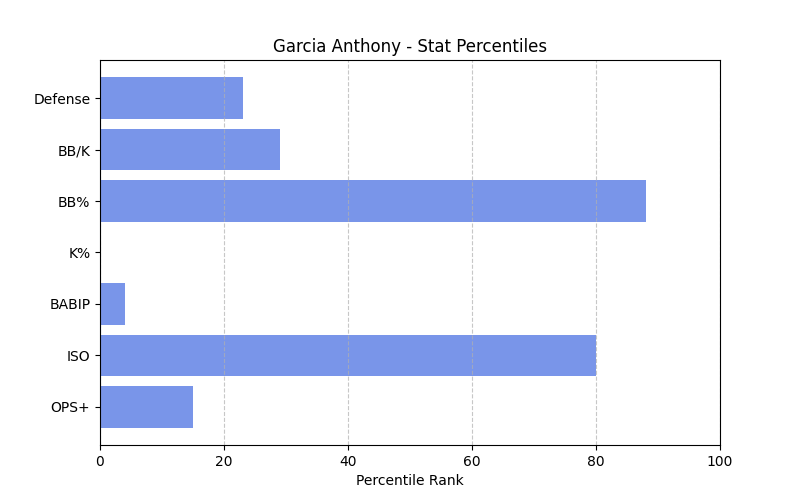 Garcia Anthony - Stat Percentiles
Defense
BB/K
BB%
K%
BABIP
ISO
OPS+
0 20 40 60 80 100
Percentile Rank